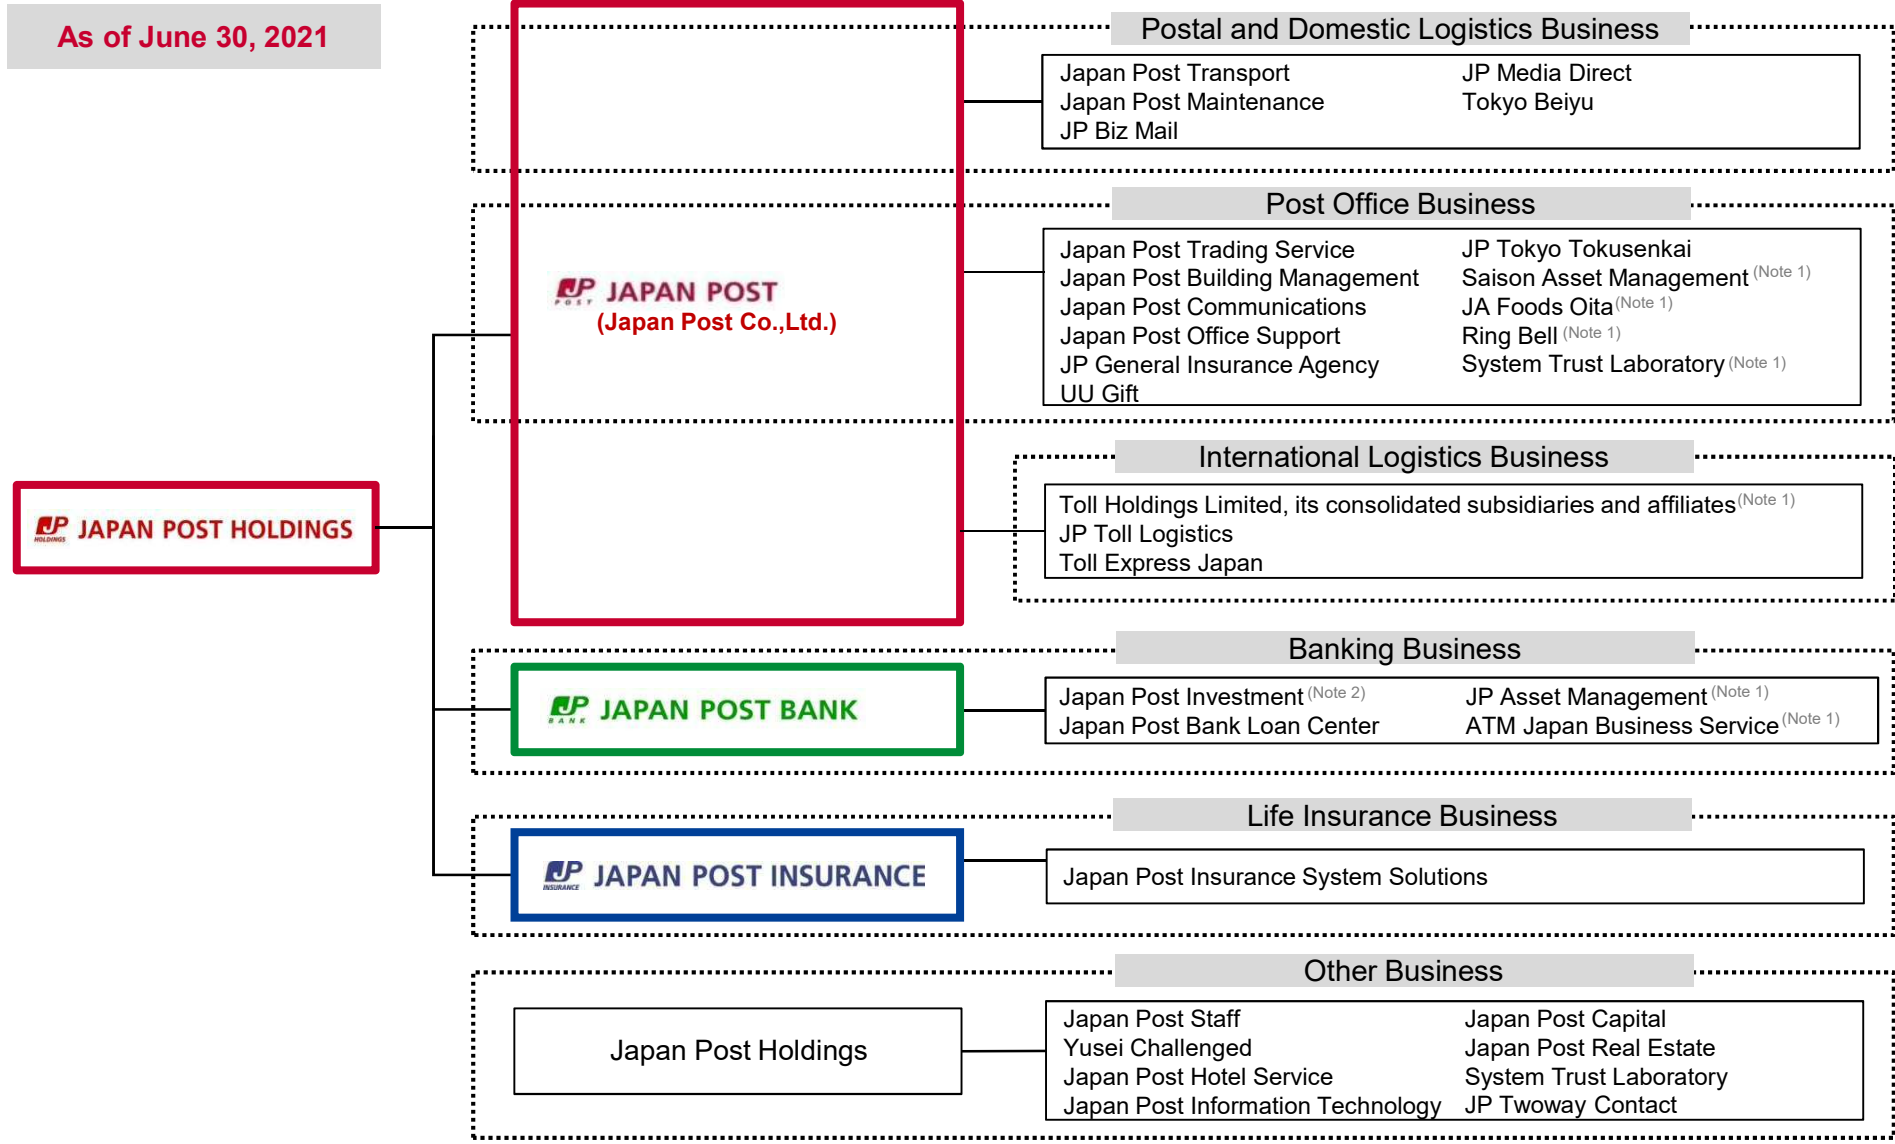 As of June 30, 2021
Postal and Domestic Logistics Business
Japan Post Transport
Japan Post Maintenance
JP Biz Mail
JP Media Direct
Tokyo Beiyu
Post Office Business
Japan Post Trading Service
Japan Post Building Management
Japan Post Communications
Japan Post Office Support
JP General Insurance Agency
UU Gift
JP Tokyo Tokusenkai
Saison Asset Management (Note 1)
JA Foods Oita (Note 1)
Ring Bell (Note 1)
System Trust Laboratory (Note 1)
JP POST JAPAN POST
(Japan Post Co.,Ltd.)
International Logistics Business
Toll Holdings Limited, its consolidated subsidiaries and affiliates (Note 1)
JP Toll Logistics
Toll Express Japan
JP HOLDINGS JAPAN POST HOLDINGS
Banking Business
JP BANK JAPAN POST BANK
Japan Post Investment (Note 2)
Japan Post Bank Loan Center
JP Asset Management (Note 1)
ATM Japan Business Service (Note 1)
Life Insurance Business
JP INSURANCE JAPAN POST INSURANCE
Japan Post Insurance System Solutions
Other Business
Japan Post Holdings
Japan Post Staff
Yusei Challenged
Japan Post Hotel Service
Japan Post Information Technology
Japan Post Capital
Japan Post Real Estate
System Trust Laboratory
JP Twoway Contact